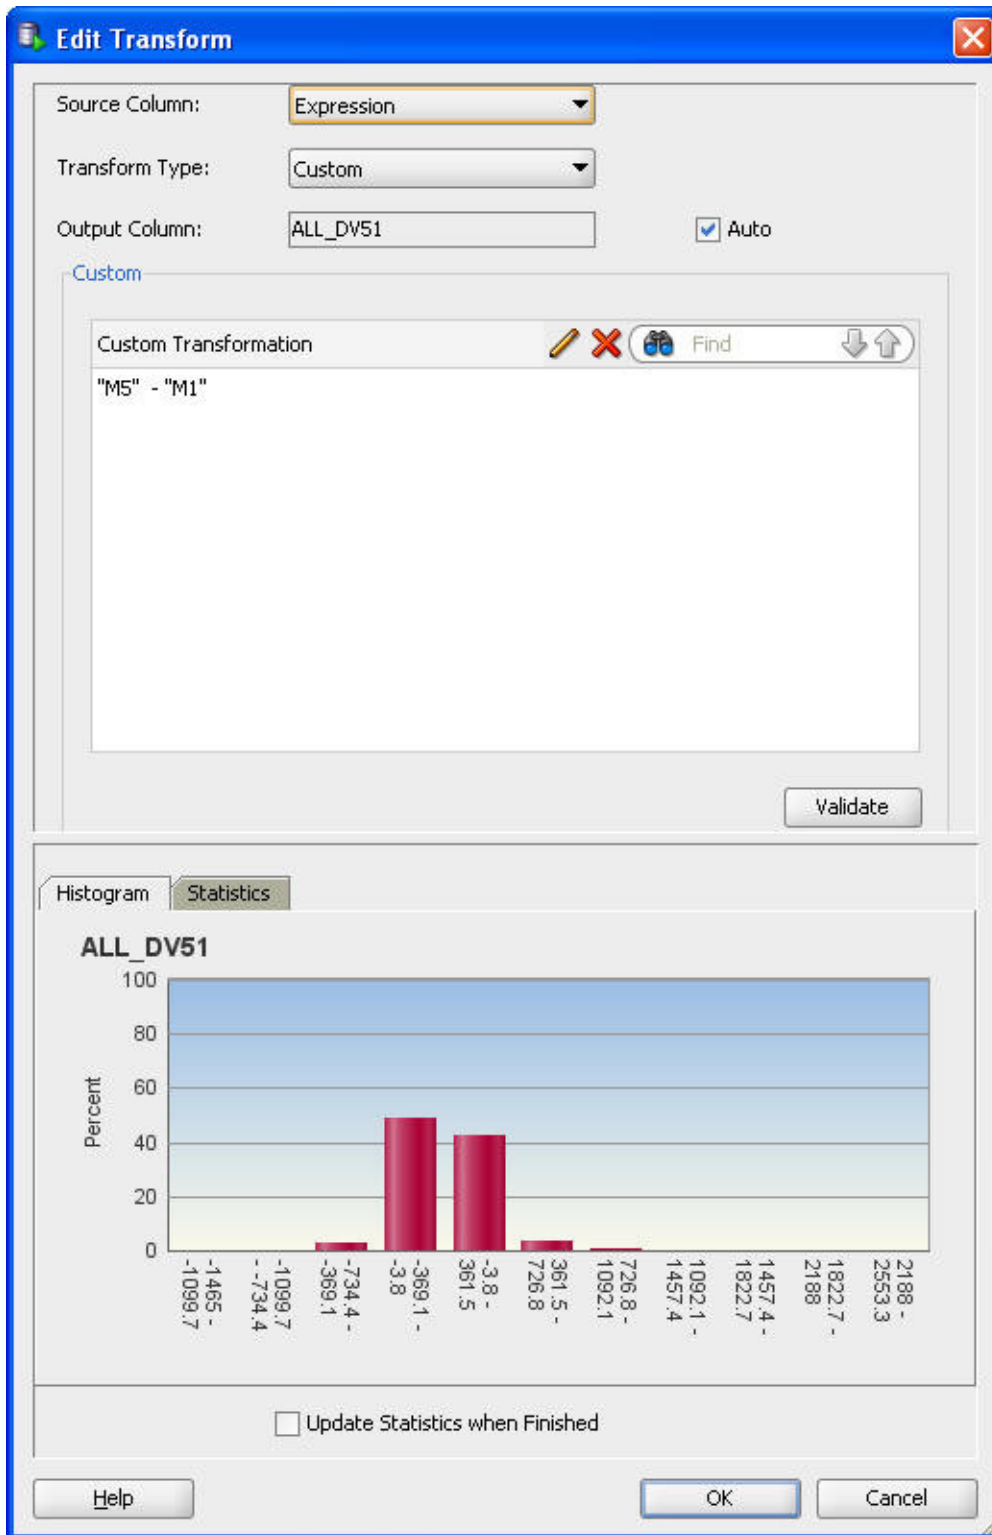 Edit Transform
Source Column: Expression
Transform Type: Custom
Output Column: ALL_DV51 Auto
Custom
Custom Transformation Find
"M5" - "M1"
Validate
Histogram Statistics
ALL_DV51
100
80
60
40
20
0
Percent
-1465 -
-1099.7
-1099.7
- -734.4
-734.4 -
-369.1
-369.1 -
-3.8
-3.8 -
361.5
361.5 -
726.8
726.8 -
1092.1
1092.1 -
1457.4
1457.4 -
1822.7
1822.7 -
2188
2188 -
2553.3
Update Statistics when Finished
Help OK Cancel